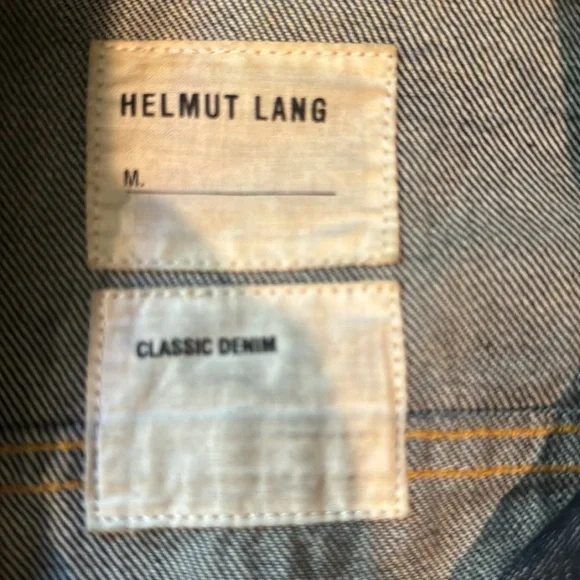 HELMUT LANG
M.
CLASSIC DENIM